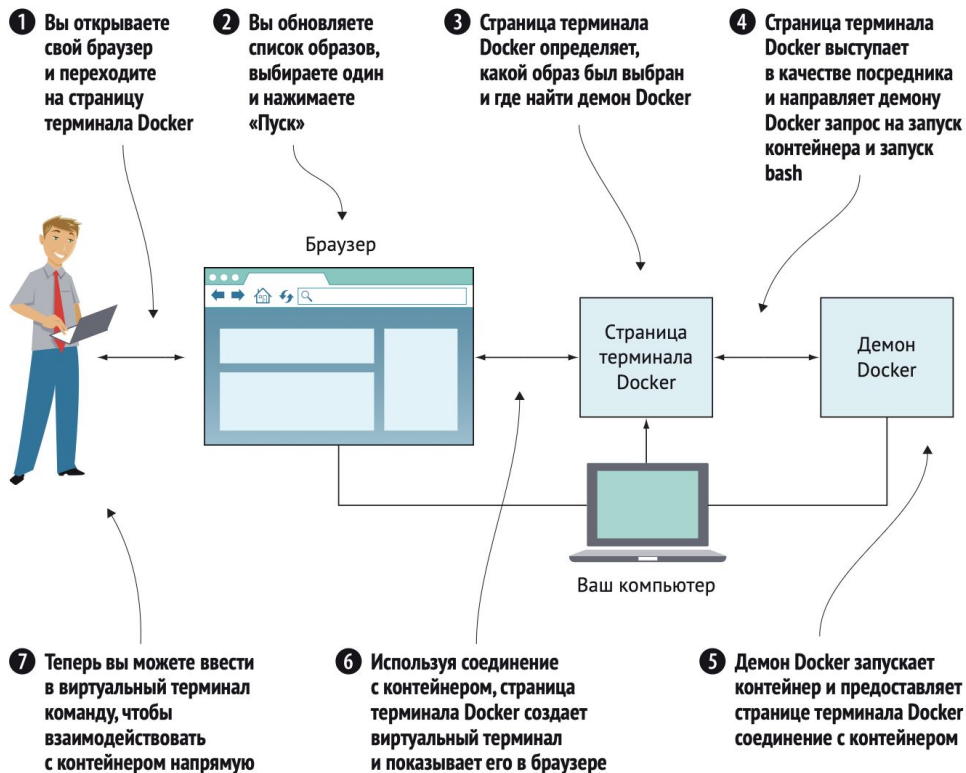 1 Вы открываете
свой браузер
и переходите
на страницу
терминала Docker
2 Вы обновляете
список образов,
выбираете один
и нажимаете
«Пуск»
3 Страница терминала
Docker определяет,
какой образ был выбран
и где найти демон Docker
4 Страница терминала
Docker выступает
в качестве посредника
и направляет демону
Docker запрос на запуск
контейнера и запуск
bash
Браузер
Страница
терминала
Docker
Демон
Docker
Ваш компьютер
7 Теперь вы можете ввести
в виртуальный терминал
команду, чтобы
взаимодействовать
с контейнером напрямую
6 Используя соединение
с контейнером, страница
терминала Docker создает
виртуальный терминал
и показывает его в браузере
5 Демон Docker запускает
контейнер и предоставляет
странице терминала Docker
соединение с контейнером